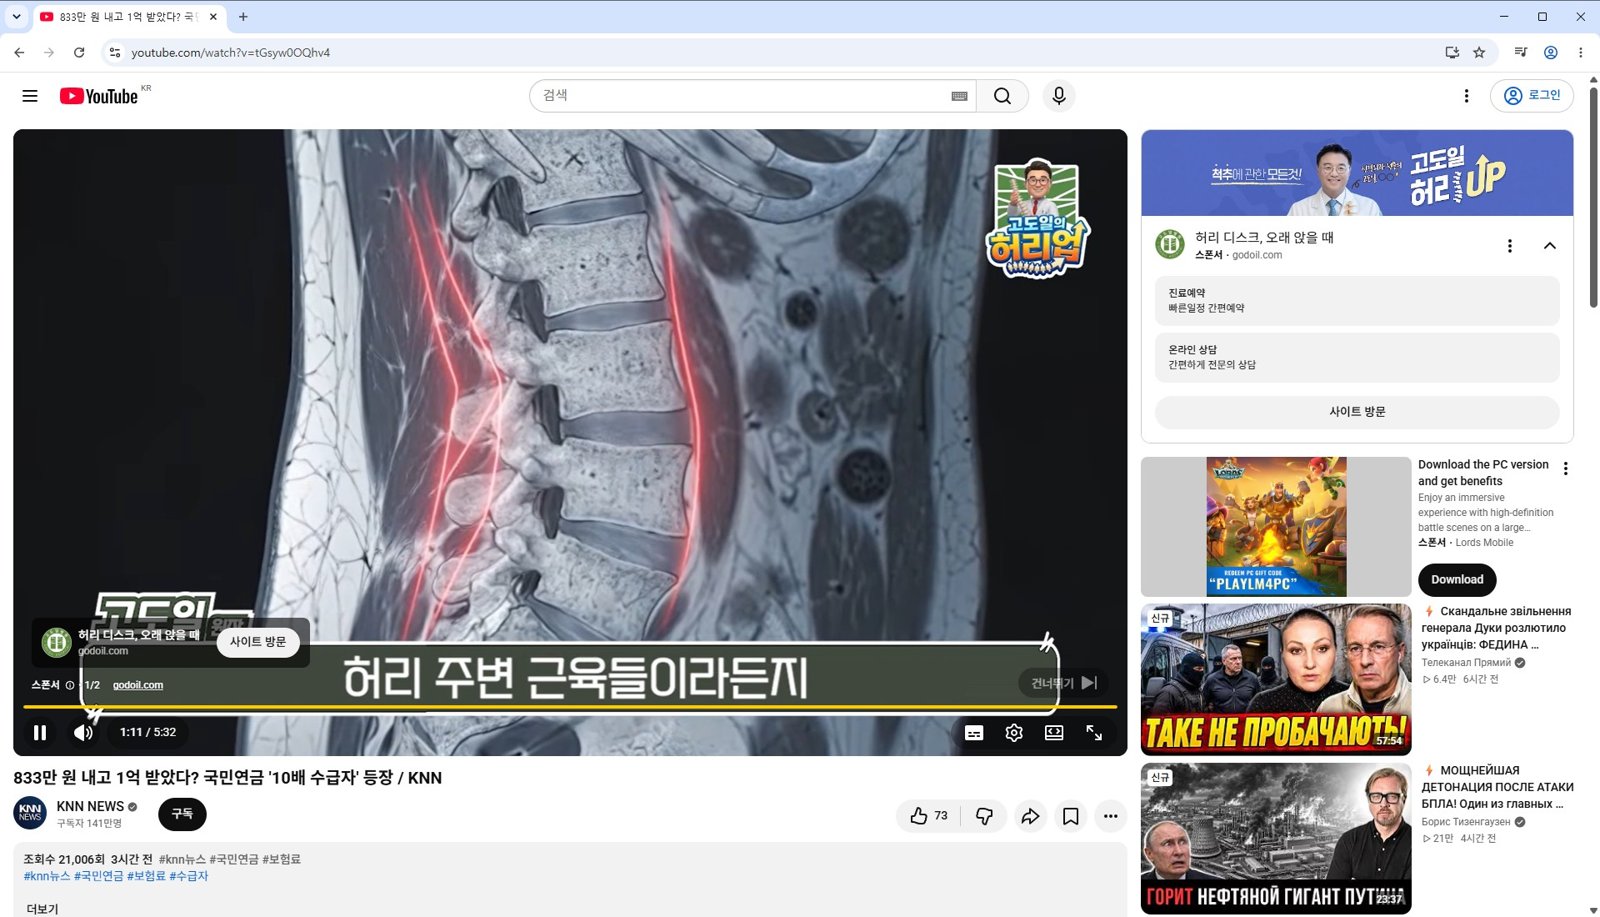 833만 원 내고 1억 받았다? 국
youtube.com/watch?v=tGsyw0OQhv4
YouTube KR
검색
로그인
고도일의
허리업
고도일
허리 디스크, 오래 앉을 때
godoil.com
사이트 방문
스폰서 · 1/2 godoil.com
허리 주변 근육들이라든지
건너뛰기
1:11 / 5:32
833만 원 내고 1억 받았다? 국민연금 '10배 수급자' 등장 / KNN
KNN NEWS
KNN NEWS
구독자 141만명
구독
73
조회수 21,006회 3시간 전 #knn뉴스 #국민연금 #보험료
#knn뉴스 #국민연금 #보험료 #수급자
더보기
척추에 관한 모든것!
고도일
허리 UP
허리 디스크, 오래 앉을 때
스폰서 · godoil.com
진료예약
빠른일정 간편예약
온라인 상담
간편하게 전문의 상담
사이트 방문
LORDS
REDEEM PC GIFT CODE
"PLAYLM4PC"
Download the PC version
and get benefits
Enjoy an immersive
experience with high-definition
battle scenes on a large...
스폰서 · Lords Mobile
Download
신규
TAKE НЕ ПРОБАЧАЮТЬ!
57:54
Скандальне звільнення
генерала Дуки розлютило
українців: ФЕДИНА ...
Телеканал Прямий
6.4만 6시간 전
신규
ГОРИТ НЕФТЯНОЙ ГИГАНТ ПУТИНА
23:37
МОЩНЕЙШАЯ
ДЕТОНАЦИЯ ПОСЛЕ АТАКИ
БПЛА! Один из главных ...
Борис Тизенгаузен
21만 4시간 전